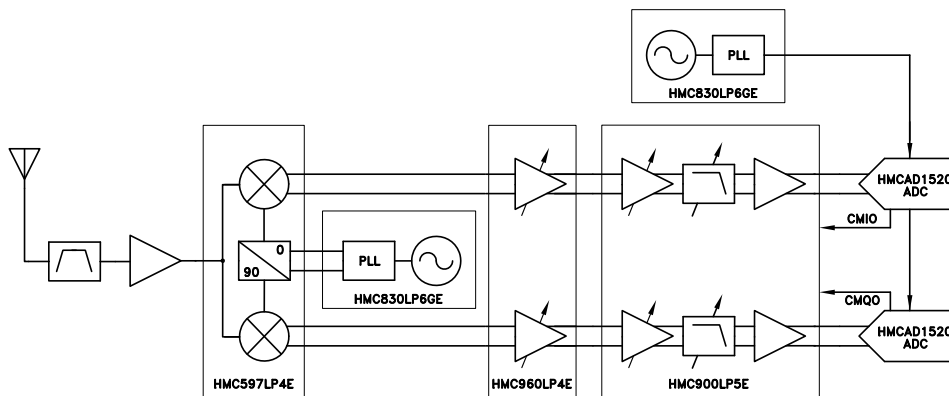 PLL
HMC830LP6GE
HMCAD1520
ADC
CMIO
0
90
PLL
HMC830LP6GE
CMQO
HMCAD1520
ADC
HMC597LP4E
HMC960LP4E
HMC900LP5E